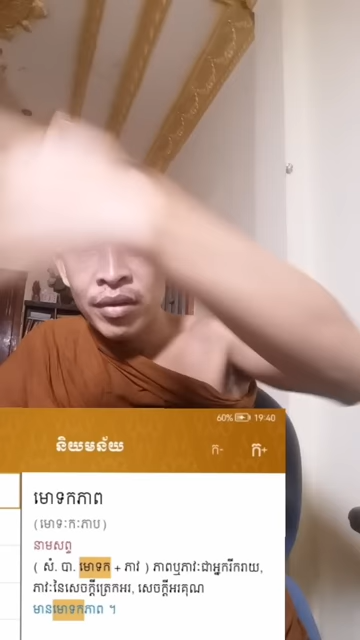 60% 19:40
និយមន័យ
ក- ក+
មោទកភាព
(មោទៈកៈភាប)
នាមសព្ទ
( សំ. បា. មោទក + ភាវ ) ភាពឬភាវៈជាអ្នករីករាយ,
ភាវៈនៃសេចក្ដីត្រេកអរ, សេចក្ដីអរគុណ
មានមោទកភាព ។